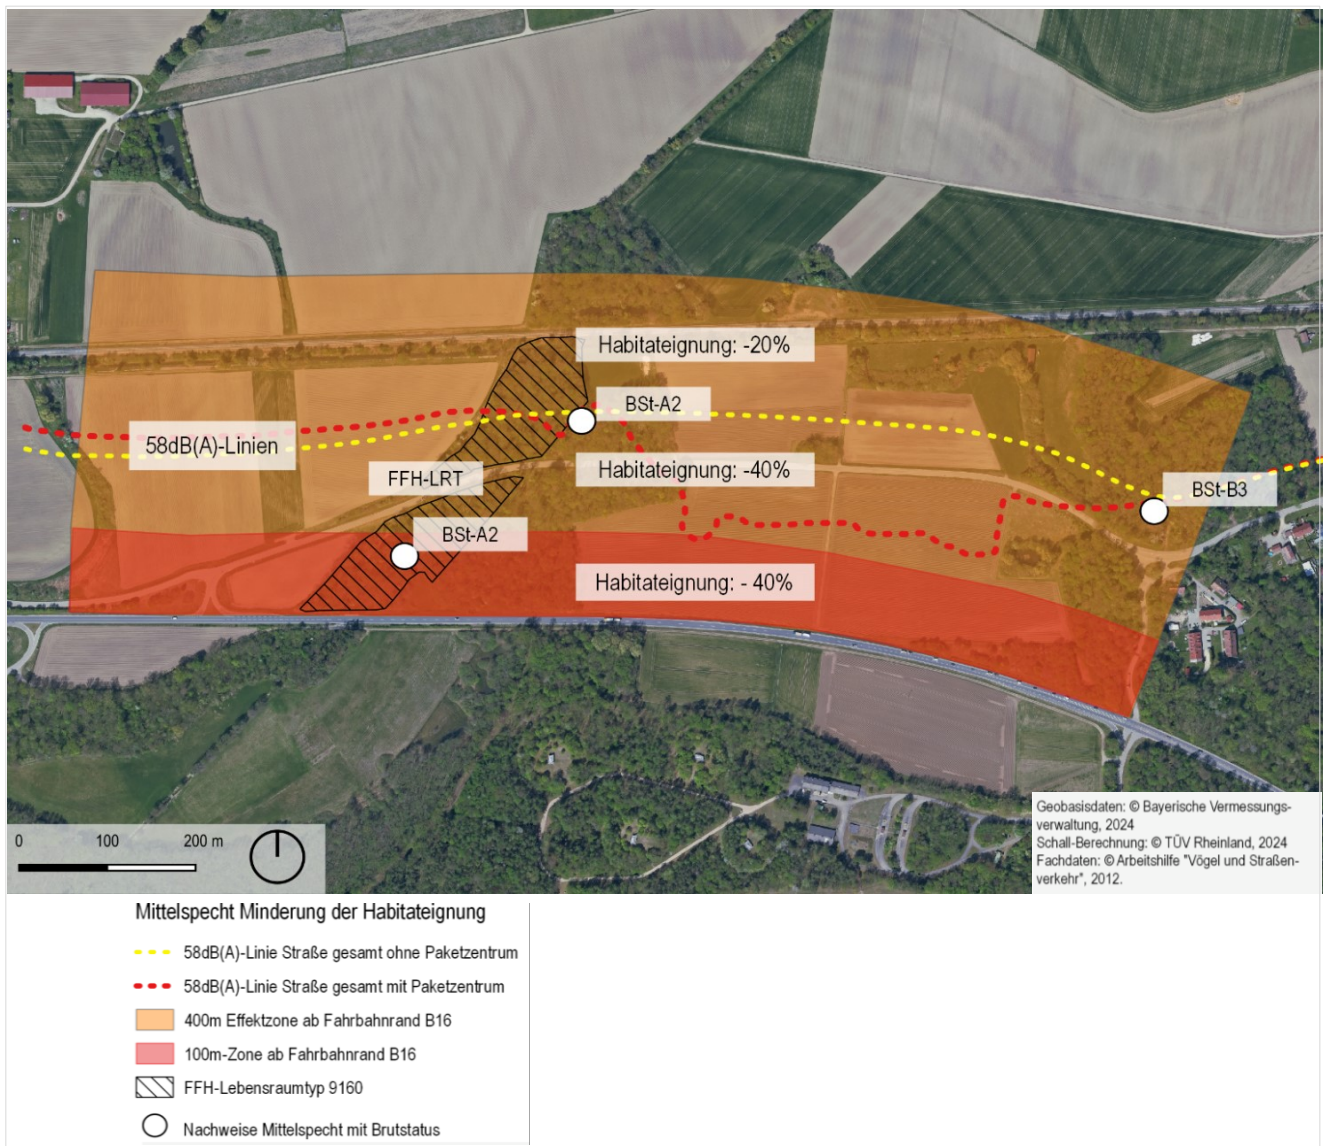 Habitateignung: -20%
BSt-A2
58dB(A)-Linien
Habitateignung: -40%
FFH-LRT
BSt-B3
BSt-A2
Habitateignung: - 40%
0 100 200 m
Geobasisdaten: © Bayerische Vermessungs-
verwaltung, 2024
Schall-Berechnung: © TÜV Rheinland, 2024
Fachdaten: © Arbeitshilfe "Vögel und Straßen-
verkehr", 2012.
Mittelspecht Minderung der Habitateignung
58dB(A)-Linie Straße gesamt ohne Paketzentrum
58dB(A)-Linie Straße gesamt mit Paketzentrum
400m Effektzone ab Fahrbahnrand B16
100m-Zone ab Fahrbahnrand B16
FFH-Lebensraumtyp 9160
Nachweise Mittelspecht mit Brutstatus